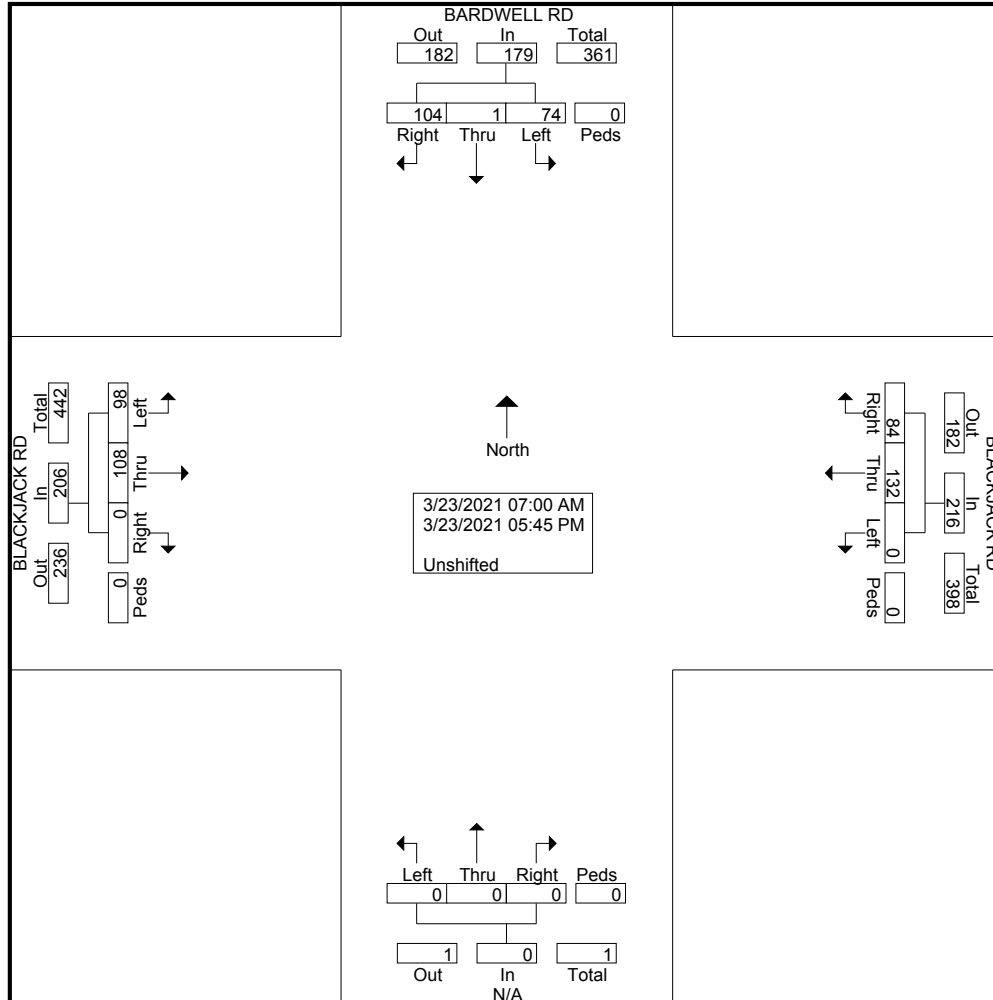 BARDWELL RD
Out In Total
182 179 361
104 1 74 0
Right Thru Left Peds
BLACKJACK RD
Total In Out
442 206 236
98 108 0 0
Left Thru Right Peds
North
3/23/2021 07:00 AM
3/23/2021 05:45 PM
Unshifted
BLACKJACK RD
Out In Total
182 216 398
Right Thru Left Peds
84 132 0 0
Left Thru Right Peds
0 0 0 0
1 0 1
Out In Total
N/A